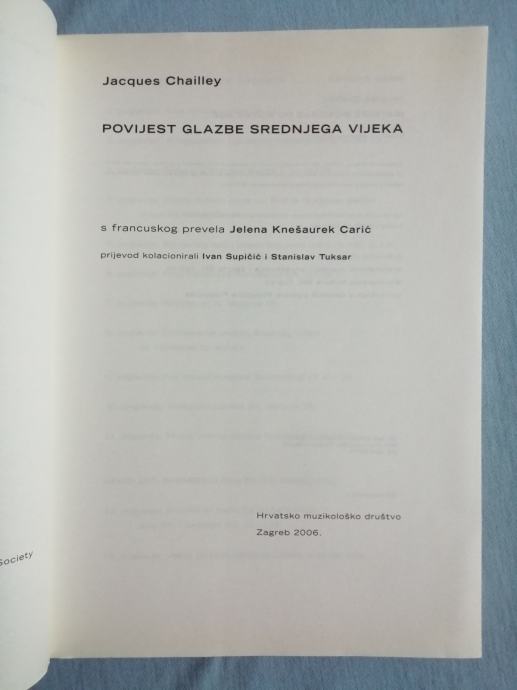 Jacques Chailley
POVIJEST GLAZBE SREDNJEGA VIJEKA
s francuskog prevela Jelena Knešaurek Carić
prijevod kolacionirali Ivan Supičić i Stanislav Tuksar
Hrvatsko muzikološko društvo
Zagreb 2006.
Society